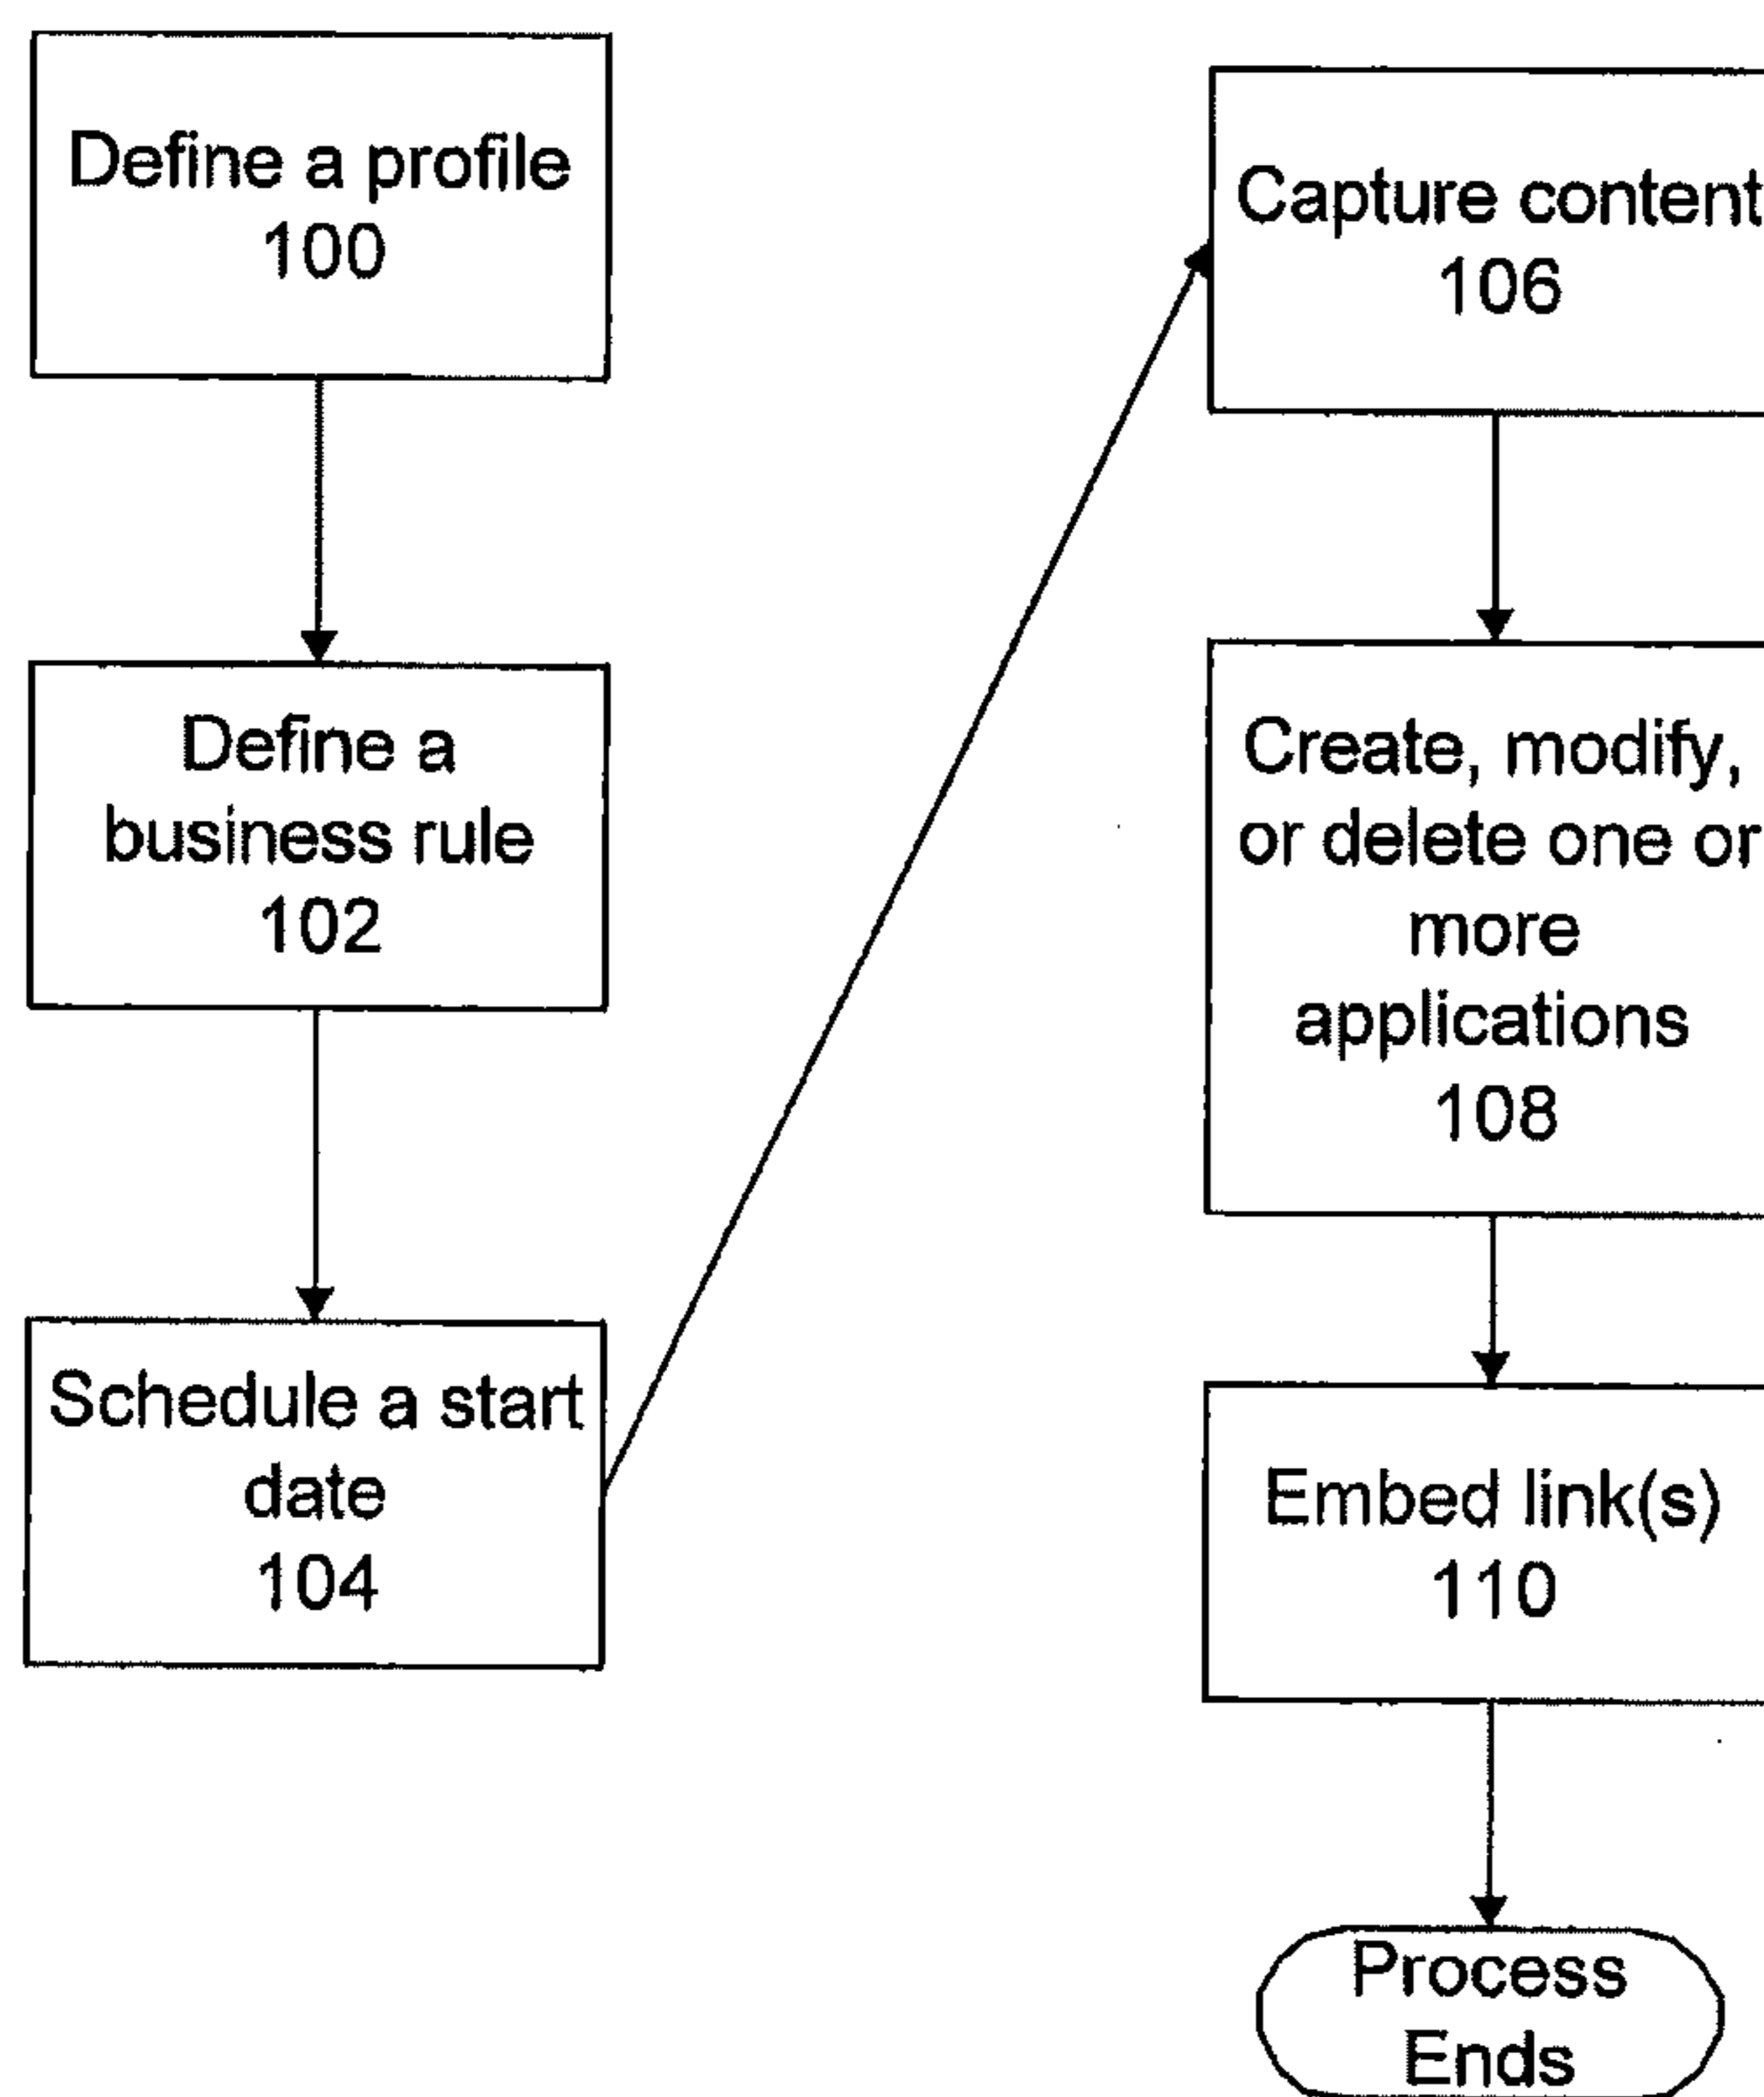 Define a profile
100
Define a
business rule
102
Schedule a start
date
104
Capture content
106
Create, modify,
or delete one or
more
applications
108
Embed link(s)
110
Process
Ends